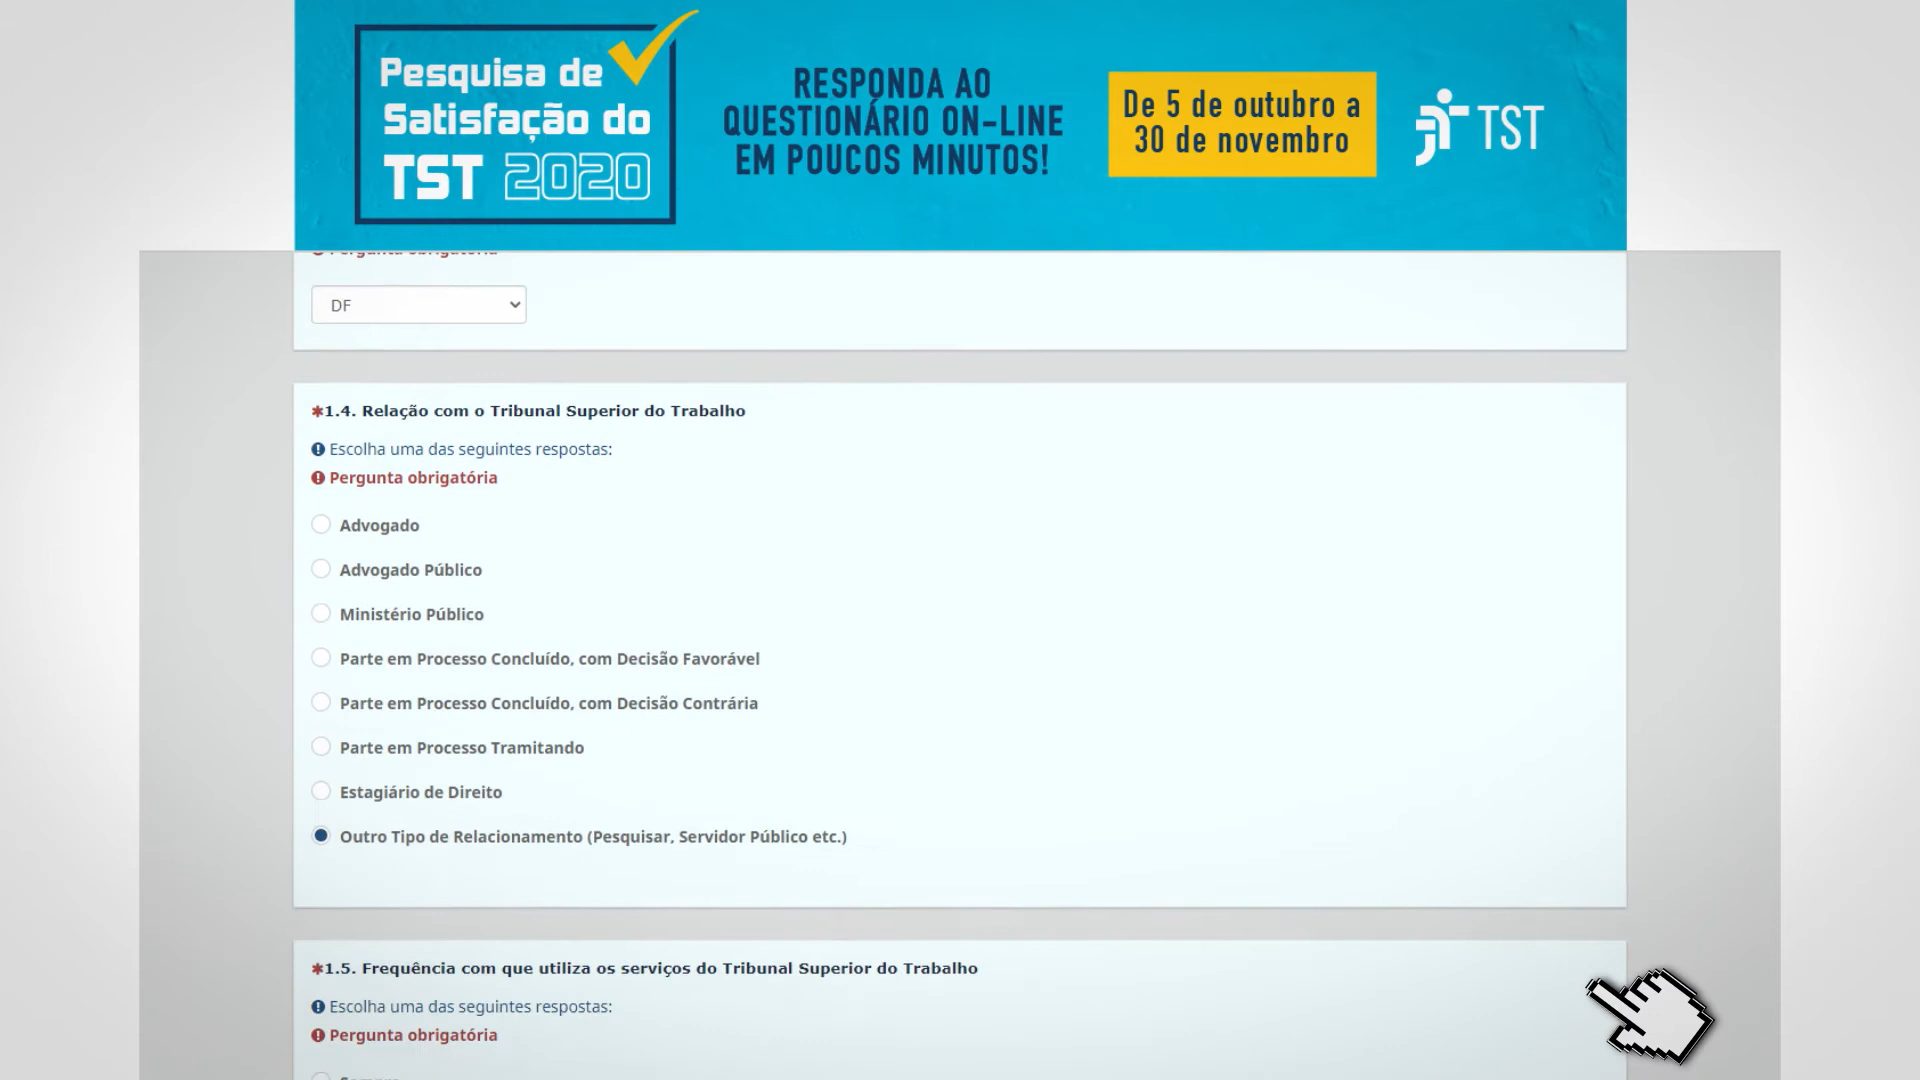 Pesquisa de
Satisfação do
TST 2020
RESPONDA AO
QUESTIONÁRIO ON-LINE
EM POUCOS MINUTOS!
De 5 de outubro a
30 de novembro
TST
Pergunta obrigatória
DF
*1.4. Relação com o Tribunal Superior do Trabalho
Escolha uma das seguintes respostas:
Pergunta obrigatória
Advogado
Advogado Público
Ministério Público
Parte em Processo Concluído, com Decisão Favorável
Parte em Processo Concluído, com Decisão Contrária
Parte em Processo Tramitando
Estagiário de Direito
Outro Tipo de Relacionamento (Pesquisar, Servidor Público etc.)
*1.5. Frequência com que utiliza os serviços do Tribunal Superior do Trabalho
Escolha uma das seguintes respostas:
Pergunta obrigatória